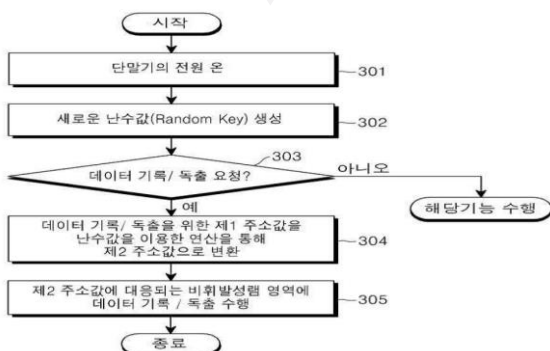 시작
단말기의 전원 온
301
새로운 난수값(Random Key) 생성
302
303
데이터 기록/ 독출 요청?
아니오
해당기능 수행
예
데이터 기록/ 독출을 위한 제1 주소값을
난수값을 이용한 연산을 통해
제2 주소값으로 변환
304
제2 주소값에 대응되는 비휘발성램 영역에
데이터 기록 / 독출 수행
305
종료